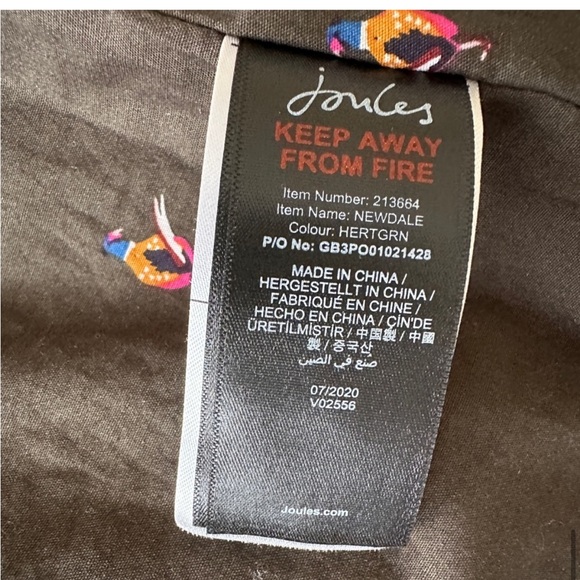 Joules
KEEP AWAY
FROM FIRE
Item Number: 213664
Item Name: NEWDALE
Colour: HERTGRN
P/O No: GB3PO01021428
MADE IN CHINA /
HERGESTELLT IN CHINA /
FABRIQUÉ EN CHINE /
HECHO EN CHINA / ÇİN'DE
ÜRETİLMİŞTİR / 中国製 / 中國
製 / 중국산
صنع في الصين
07/2020
V02556
Joules.com